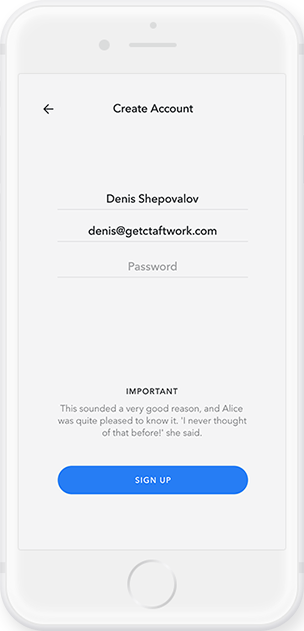 Create Account
Denis Shepovalov
denis@getctaftwork.com
Password
IMPORTANT
This sounded a very good reason, and Alice
was quite pleased to know it. 'I never thought
of that before!' she said.
SIGN UP